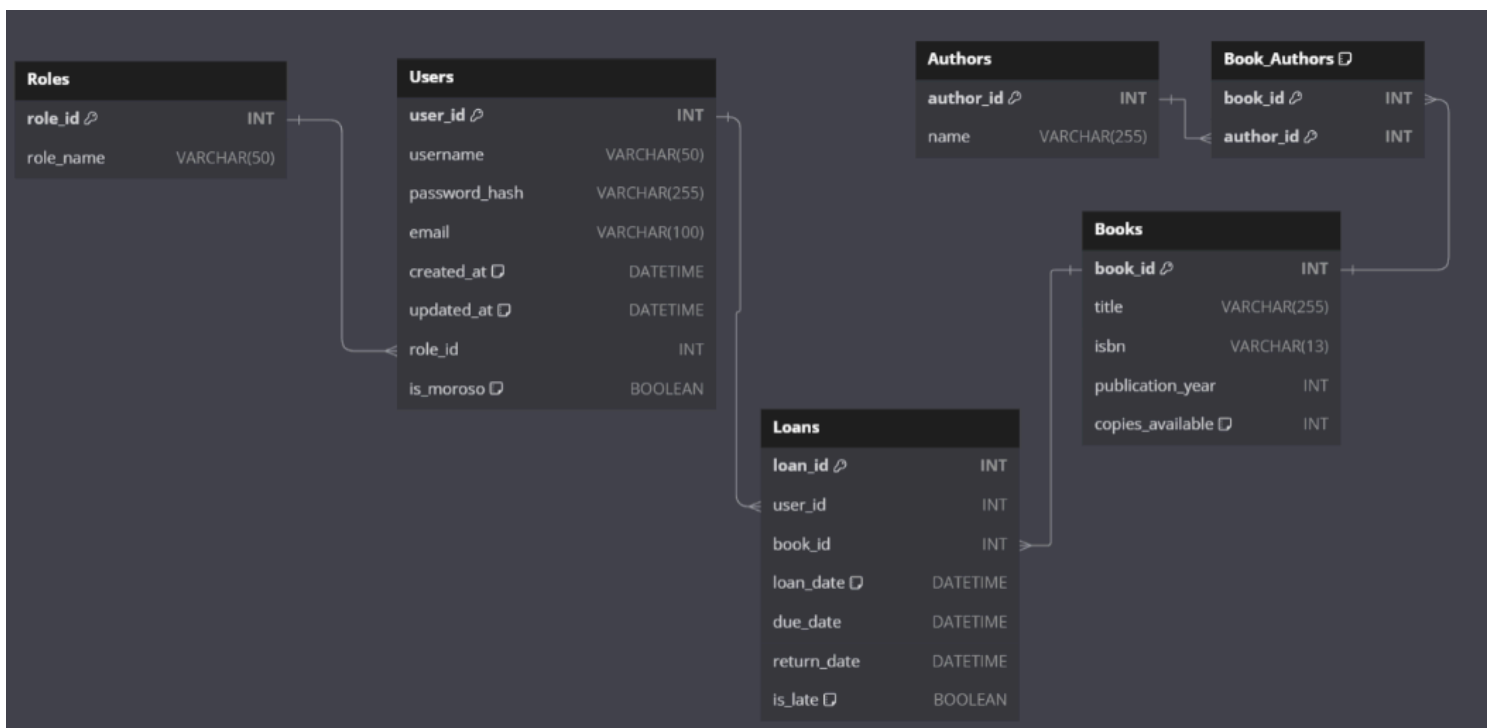 Roles
role_id INT
role_name VARCHAR(50)
Users
user_id INT
username VARCHAR(50)
password_hash VARCHAR(255)
email VARCHAR(100)
created_at DATETIME
updated_at DATETIME
role_id INT
is_moroso BOOLEAN
Authors
author_id INT
name VARCHAR(255)
Book_Authors
book_id INT
author_id INT
Books
book_id INT
title VARCHAR(255)
isbn VARCHAR(13)
publication_year INT
copies_available INT
Loans
loan_id INT
user_id INT
book_id INT
loan_date DATETIME
due_date DATETIME
return_date DATETIME
is_late BOOLEAN